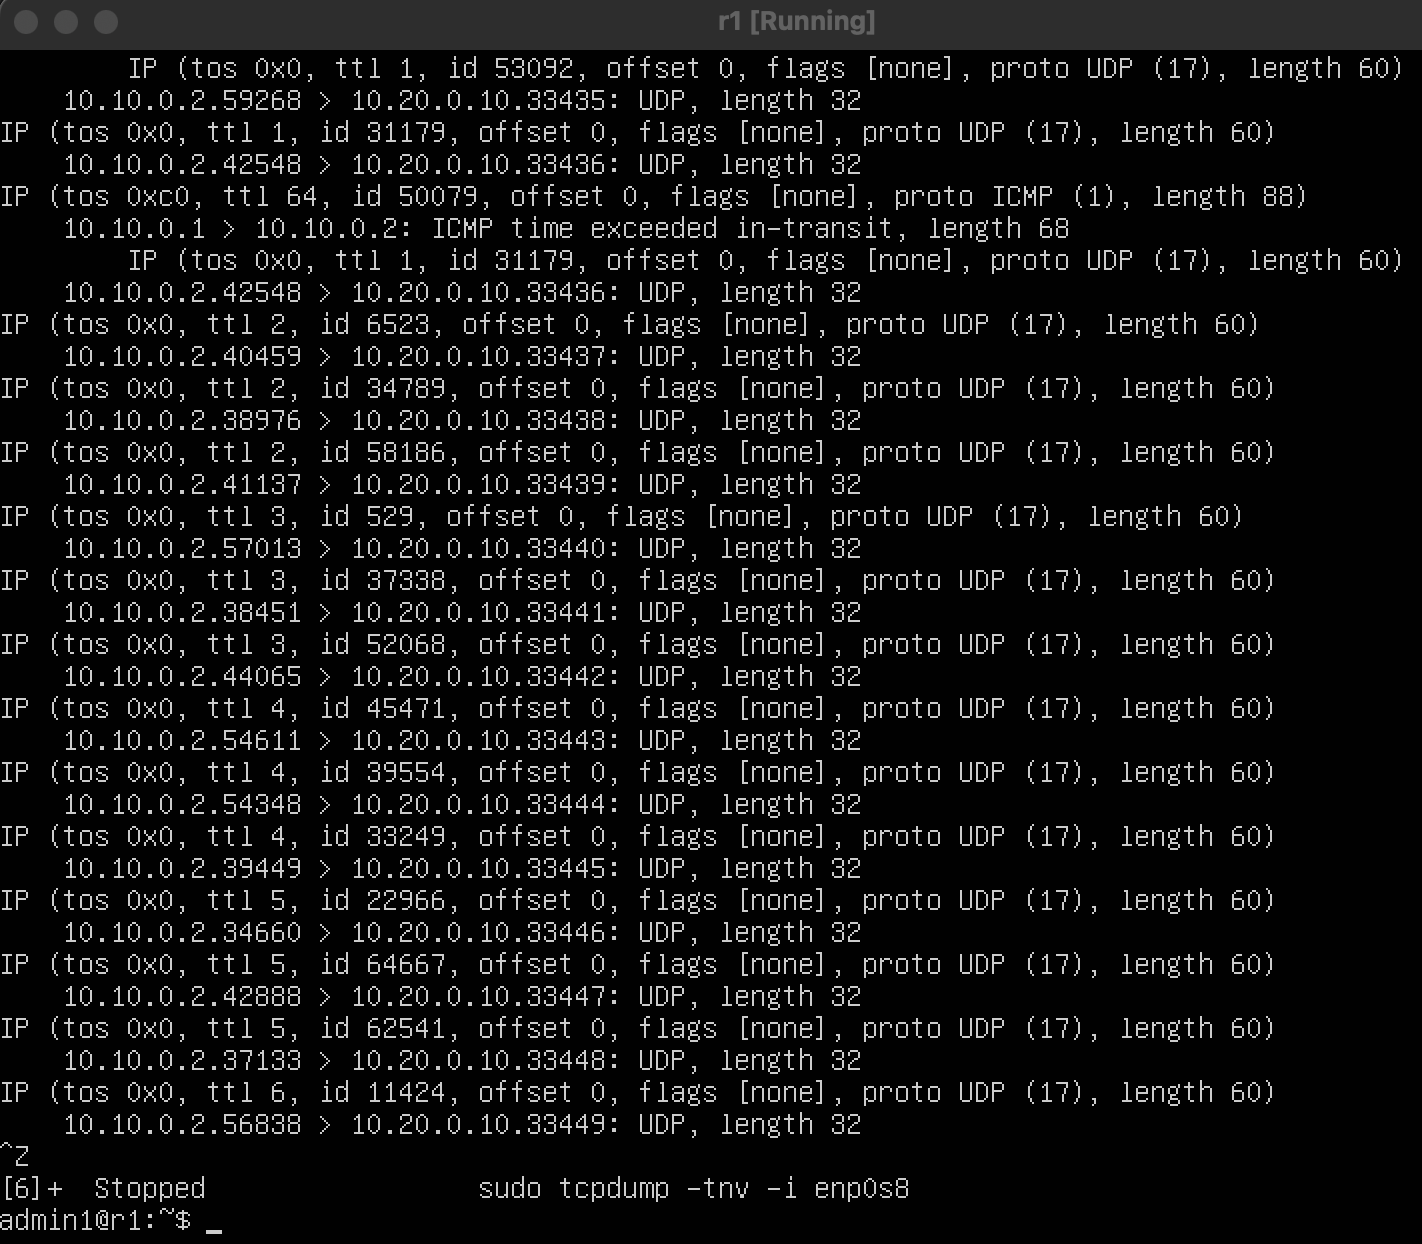 r1 [Running]
IP (tos 0x0, ttl 1, id 53092, offset 0, flags [none], proto UDP (17), length 60)
10.10.0.2.59268 > 10.20.0.10.33435: UDP, length 32
IP (tos 0x0, ttl 1, id 31179, offset 0, flags [none], proto UDP (17), length 60)
10.10.0.2.42548 > 10.20.0.10.33436: UDP, length 32
IP (tos 0xc0, ttl 64, id 50079, offset 0, flags [none], proto ICMP (1), length 88)
10.10.0.1 > 10.10.0.2: ICMP time exceeded in-transit, length 68
IP (tos 0x0, ttl 1, id 31179, offset 0, flags [none], proto UDP (17), length 60)
10.10.0.2.42548 > 10.20.0.10.33436: UDP, length 32
IP (tos 0x0, ttl 2, id 6523, offset 0, flags [none], proto UDP (17), length 60)
10.10.0.2.40459 > 10.20.0.10.33437: UDP, length 32
IP (tos 0x0, ttl 2, id 34789, offset 0, flags [none], proto UDP (17), length 60)
10.10.0.2.38976 > 10.20.0.10.33438: UDP, length 32
IP (tos 0x0, ttl 2, id 58186, offset 0, flags [none], proto UDP (17), length 60)
10.10.0.2.41137 > 10.20.0.10.33439: UDP, length 32
IP (tos 0x0, ttl 3, id 529, offset 0, flags [none], proto UDP (17), length 60)
10.10.0.2.57013 > 10.20.0.10.33440: UDP, length 32
IP (tos 0x0, ttl 3, id 37338, offset 0, flags [none], proto UDP (17), length 60)
10.10.0.2.38451 > 10.20.0.10.33441: UDP, length 32
IP (tos 0x0, ttl 3, id 52068, offset 0, flags [none], proto UDP (17), length 60)
10.10.0.2.44065 > 10.20.0.10.33442: UDP, length 32
IP (tos 0x0, ttl 4, id 45471, offset 0, flags [none], proto UDP (17), length 60)
10.10.0.2.54611 > 10.20.0.10.33443: UDP, length 32
IP (tos 0x0, ttl 4, id 39554, offset 0, flags [none], proto UDP (17), length 60)
10.10.0.2.54348 > 10.20.0.10.33444: UDP, length 32
IP (tos 0x0, ttl 4, id 33249, offset 0, flags [none], proto UDP (17), length 60)
10.10.0.2.39449 > 10.20.0.10.33445: UDP, length 32
IP (tos 0x0, ttl 5, id 22966, offset 0, flags [none], proto UDP (17), length 60)
10.10.0.2.34660 > 10.20.0.10.33446: UDP, length 32
IP (tos 0x0, ttl 5, id 64667, offset 0, flags [none], proto UDP (17), length 60)
10.10.0.2.42888 > 10.20.0.10.33447: UDP, length 32
IP (tos 0x0, ttl 5, id 62541, offset 0, flags [none], proto UDP (17), length 60)
10.10.0.2.37133 > 10.20.0.10.33448: UDP, length 32
IP (tos 0x0, ttl 6, id 11424, offset 0, flags [none], proto UDP (17), length 60)
10.10.0.2.56838 > 10.20.0.10.33449: UDP, length 32
^Z
[6]+  Stopped                 sudo tcpdump -tnv -i enp0s8
admin1@r1:~$ _